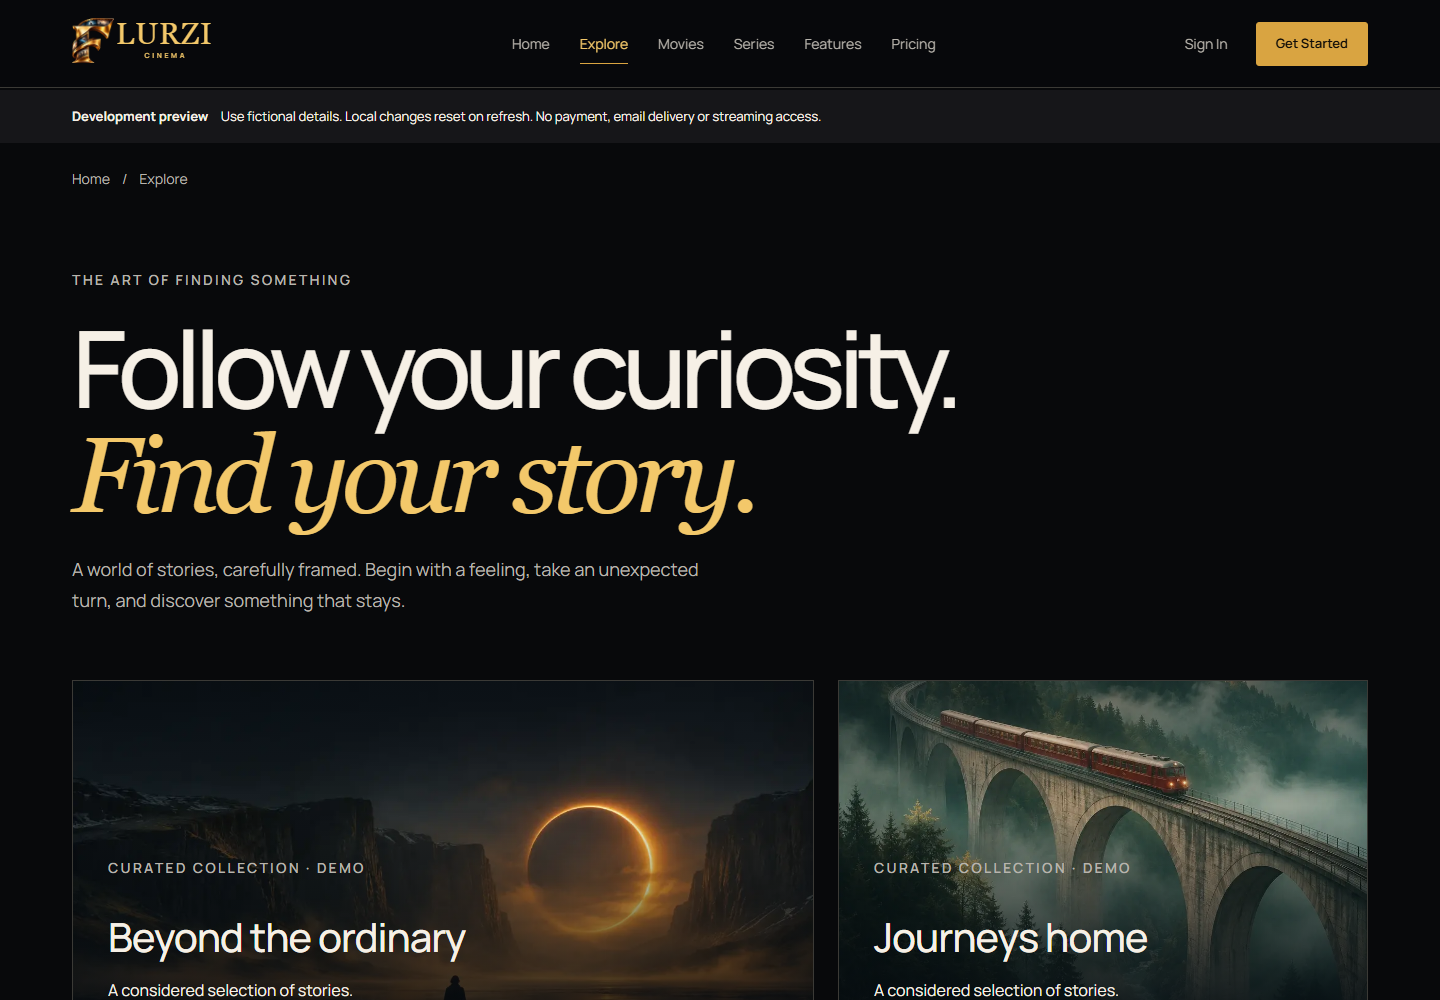 FLURZI
CINEMA
Home Explore Movies Series Features Pricing
Sign In Get Started
Development preview Use fictional details. Local changes reset on refresh. No payment, email delivery or streaming access.
Home / Explore
THE ART OF FINDING SOMETHING
Follow your curiosity.
Find your story.
A world of stories, carefully framed. Begin with a feeling, take an unexpected
turn, and discover something that stays.
CURATED COLLECTION · DEMO
Beyond the ordinary
A considered selection of stories.
CURATED COLLECTION · DEMO
Journeys home
A considered selection of stories.